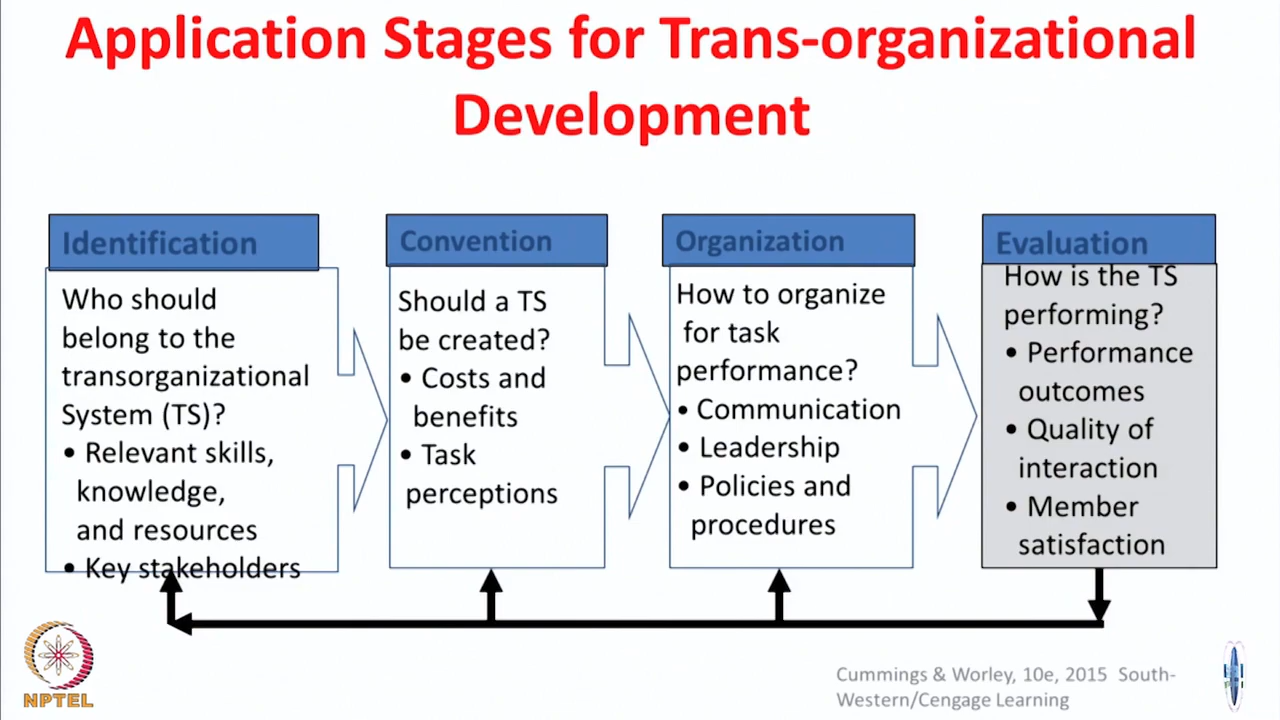 Application Stages for Trans-organizational
Development
Identification
Who should
belong to the
transorganizational
System (TS)?
• Relevant skills,
knowledge,
and resources
• Key stakeholders
Convention
Should a TS
be created?
• Costs and
benefits
• Task
perceptions
Organization
How to organize
for task
performance?
• Communication
• Leadership
• Policies and
procedures
Evaluation
How is the TS
performing?
• Performance
outcomes
• Quality of
interaction
• Member
satisfaction
NPTEL
Cummings & Worley, 10e, 2015 South-
Western/Cengage Learning